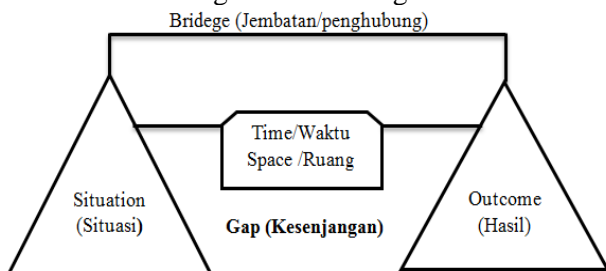 Bridege (Jembatan/penghubung)
Time/Waktu
Space /Ruang
Situation
(Situasi)
Gap (Kesenjangan)
Outcome
(Hasil)